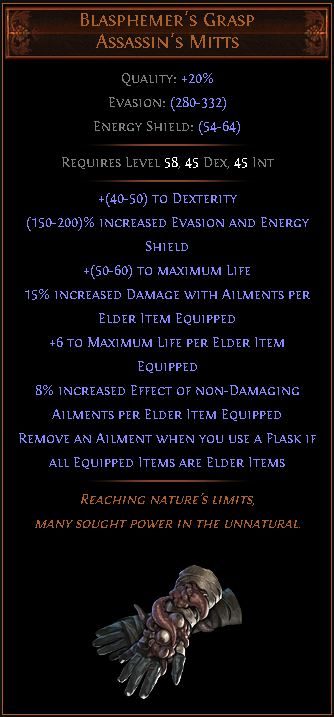 Blasphemer's Grasp
Assassin's Mitts
Quality: +20%
Evasion: (280-332)
Energy Shield: (54-64)
Requires Level 58, 45 Dex, 45 Int
+(40-50) to Dexterity
(150-200)% increased Evasion and Energy
Shield
+(50-60) to maximum Life
15% increased Damage with Ailments per
Elder Item Equipped
+6 to Maximum Life per Elder Item
Equipped
8% increased Effect of non-Damaging
Ailments per Elder Item Equipped
Remove an Ailment when you use a Flask if
all Equipped Items are Elder Items
Reaching nature's limits,
many sought power in the unnatural.